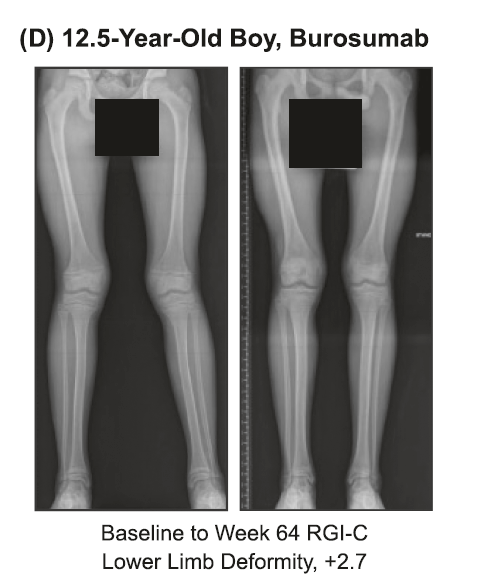 (D) 12.5-Year-Old Boy, Burosumab
Baseline to Week 64 RGI-C
Lower Limb Deformity, +2.7